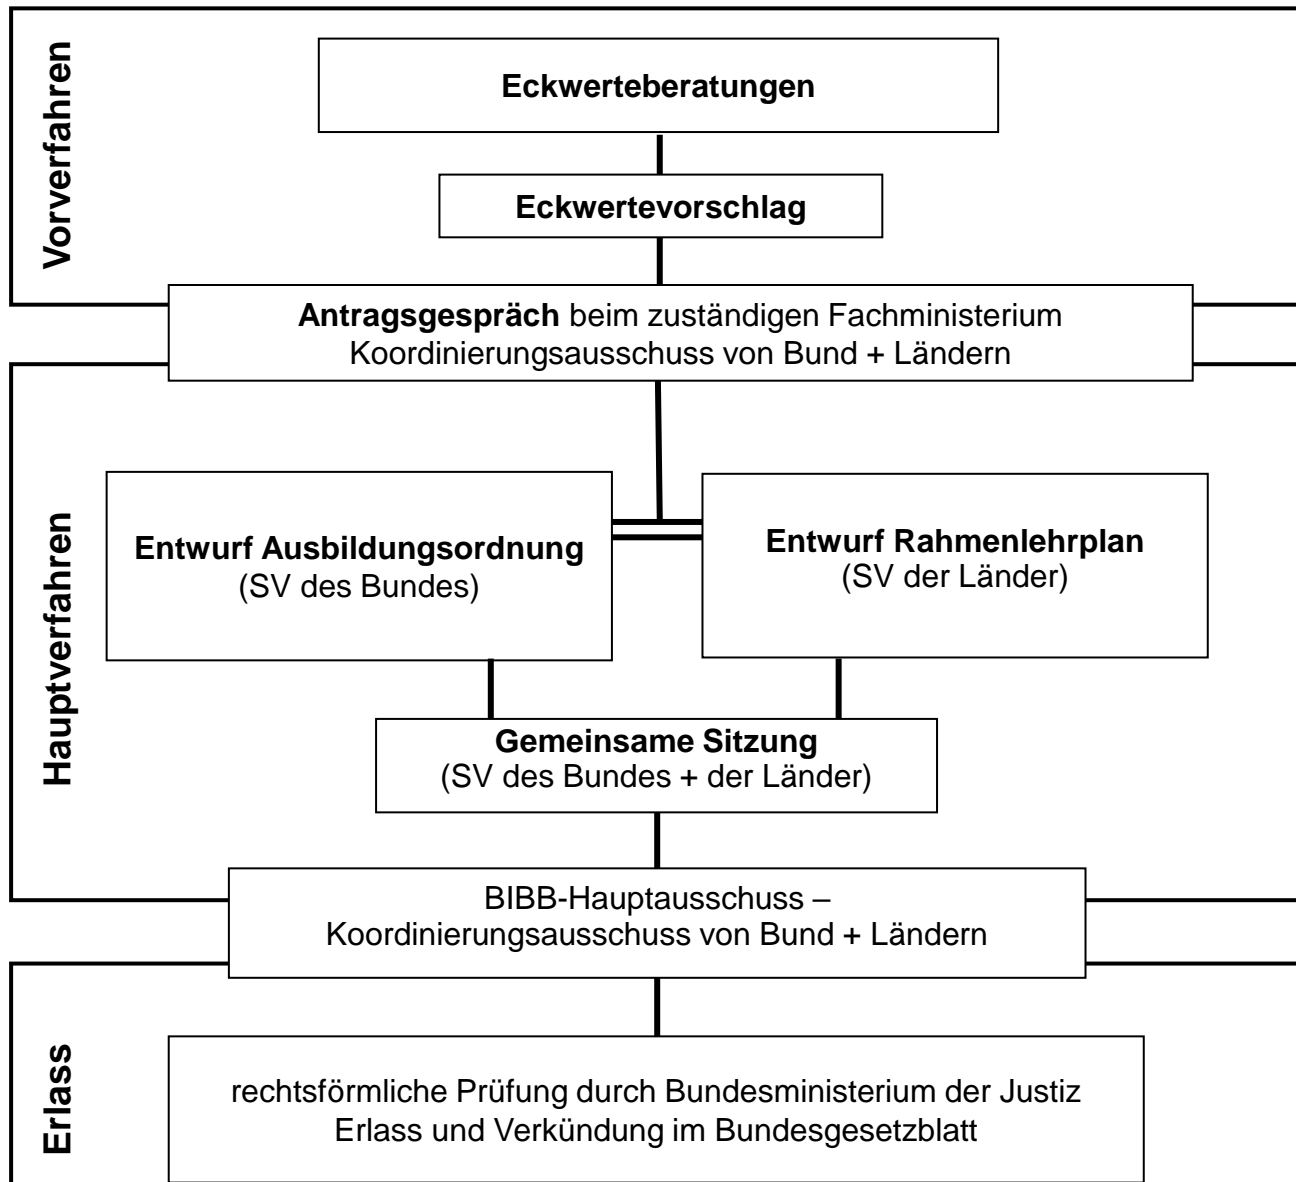 Vorverfahren
Eckwerteberatungen
Eckwertevorschlag
Antragsgespräch beim zuständigen Fachministerium
Koordinierungsausschuss von Bund + Ländern
Hauptverfahren
Entwurf Ausbildungsordnung
(SV des Bundes)
Entwurf Rahmenlehrplan
(SV der Länder)
Gemeinsame Sitzung
(SV des Bundes + der Länder)
BIBB-Hauptausschuss –
Koordinierungsausschuss von Bund + Ländern
Erlass
rechtsförmliche Prüfung durch Bundesministerium der Justiz
Erlass und Verkündung im Bundesgesetzblatt